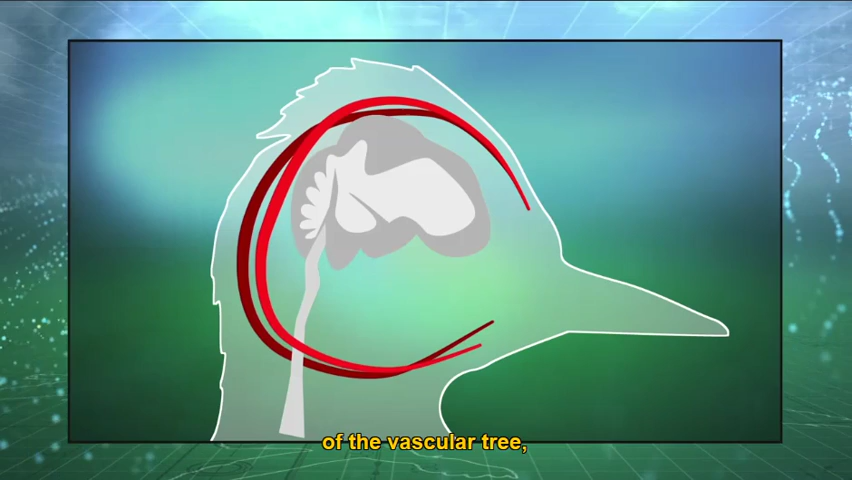 of the vascular tree,